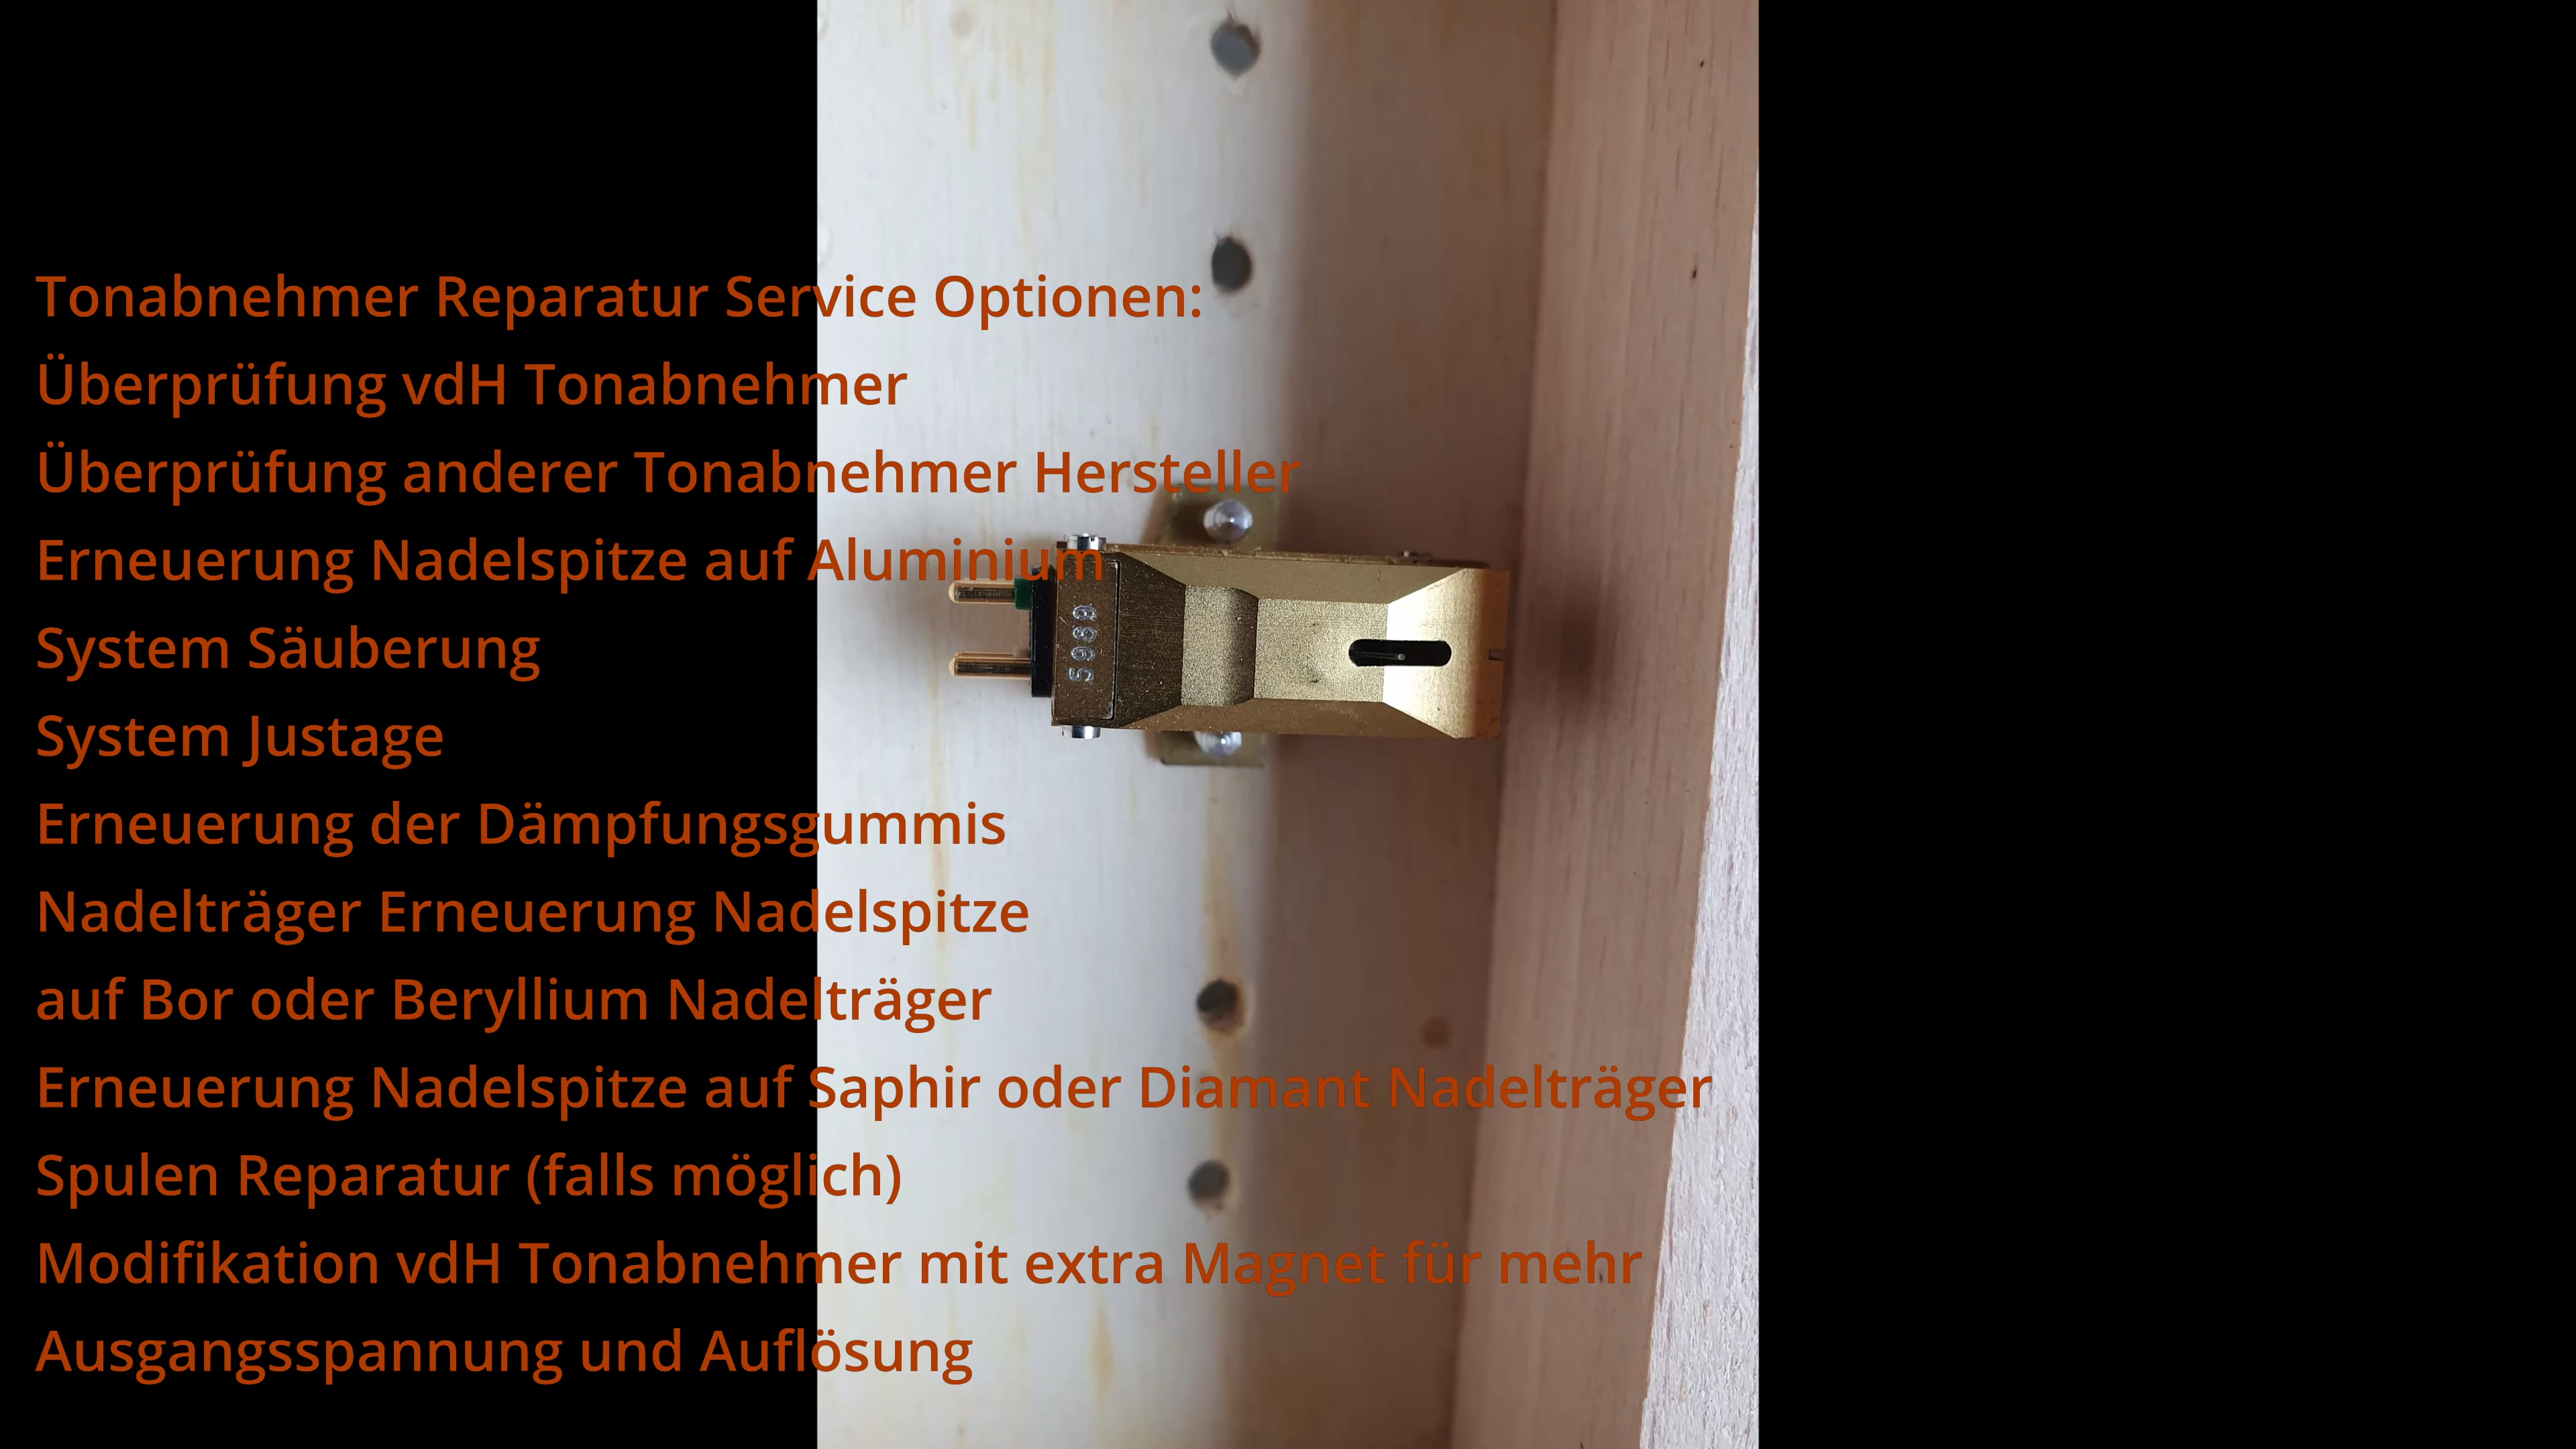 Tonabnehmer Reparatur Service Optionen:
Überprüfung vdH Tonabnehmer
Überprüfung anderer Tonabnehmer Hersteller
Erneuerung Nadelspitze auf Aluminium
System Säuberung
System Justage
Erneuerung der Dämpfungsgummis
Nadelträger Erneuerung Nadelspitze
auf Bor oder Beryllium Nadelträger
Erneuerung Nadelspitze auf Saphir oder Diamant Nadelträger
Spulen Reparatur (falls möglich)
Modifikation vdH Tonabnehmer mit extra Magnet für mehr
Ausgangsspannung und Auflösung